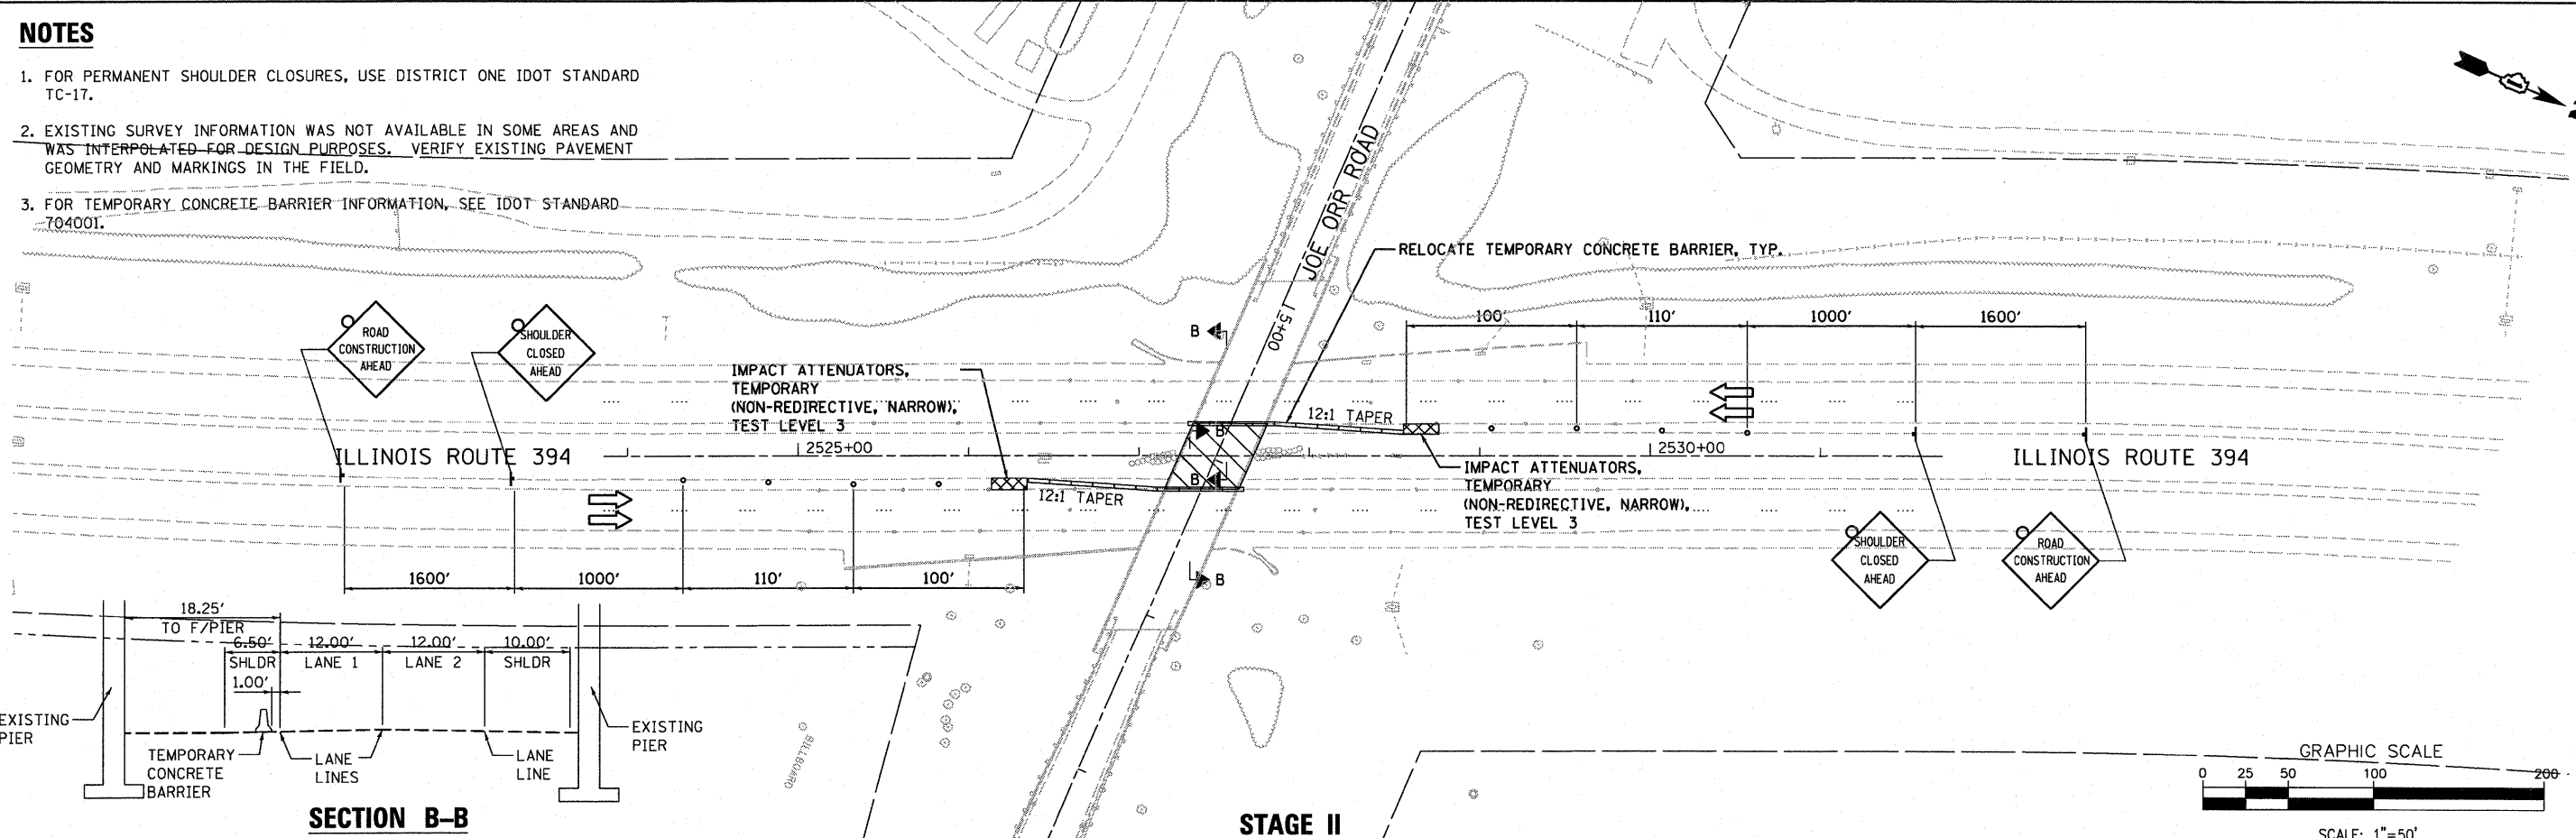 NOTES
1. FOR PERMANENT SHOULDER CLOSURES, USE DISTRICT ONE IDOT STANDARD
TC-17.
2. EXISTING SURVEY INFORMATION WAS NOT AVAILABLE IN SOME AREAS AND
WAS INTERPOLATED FOR DESIGN PURPOSES. VERIFY EXISTING PAVEMENT
GEOMETRY AND MARKINGS IN THE FIELD.
3. FOR TEMPORARY CONCRETE BARRIER INFORMATION, SEE IDOT STANDARD
704001.
JOE ORR ROAD
15+00
RELOCATE TEMPORARY CONCRETE BARRIER, TYP.
100'
110'
1000'
1600'
ROAD
CONSTRUCTION
AHEAD
SHOULDER
CLOSED
AHEAD
B
IMPACT ATTENUATORS,
TEMPORARY
(NON-REDIRECTIVE, NARROW),
TEST LEVEL 3
12:1 TAPER
B
2525+00
2530+00
ILLINOIS ROUTE 394
ILLINOIS ROUTE 394
IMPACT ATTENUATORS,
TEMPORARY
(NON-REDIRECTIVE, NARROW),
TEST LEVEL 3
B
12:1 TAPER
SHOULDER
CLOSED
AHEAD
ROAD
CONSTRUCTION
AHEAD
1600'
1000'
110'
100'
B
18.25'
TO F/PIER
6.50'
12.00'
12.00'
10.00'
SHLDR
LANE 1
LANE 2
SHLDR
1.00'
EXISTING
PIER
EXISTING
PIER
TEMPORARY
CONCRETE
BARRIER
LANE
LINES
LANE
LINE
BILLBOARD
SECTION B-B
STAGE II
GRAPHIC SCALE
0 25 50 100 200
SCALE: 1"=50'